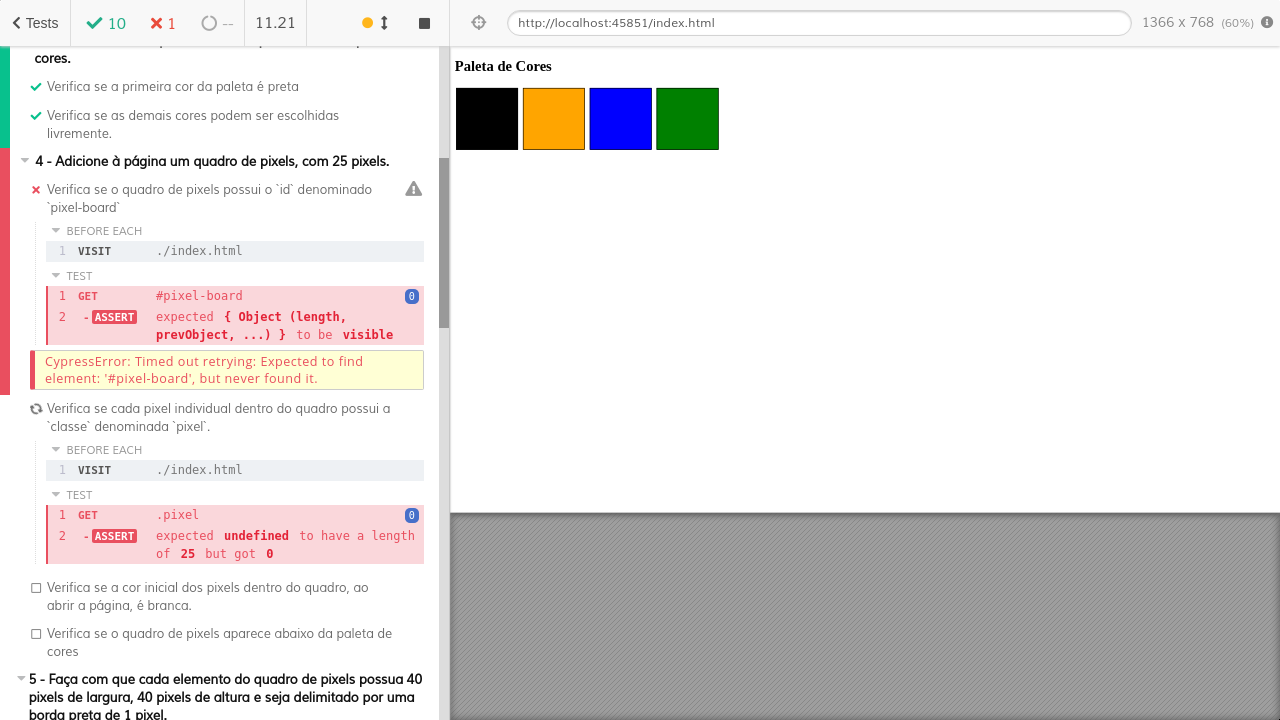 Tests 10 1 -- 11.21
cores.
Verifica se a primeira cor da paleta é preta
Verifica se as demais cores podem ser escolhidas
livremente.
4 - Adicione à página um quadro de pixels, com 25 pixels.
Verifica se o quadro de pixels possui o `id` denominado
`pixel-board`
BEFORE EACH
1 VISIT ./index.html
TEST
1 GET #pixel-board 0
2 -ASSERT expected { Object (length,
prevObject, ...) } to be visible
CypressError: Timed out retrying: Expected to find
element: '#pixel-board', but never found it.
Verifica se cada pixel individual dentro do quadro possui a
`classe` denominada `pixel`.
BEFORE EACH
1 VISIT ./index.html
TEST
1 GET .pixel 0
2 -ASSERT expected undefined to have a length
of 25 but got 0
Verifica se a cor inicial dos pixels dentro do quadro, ao
abrir a página, é branca.
Verifica se o quadro de pixels aparece abaixo da paleta de
cores
5 - Faça com que cada elemento do quadro de pixels possua 40
pixels de largura, 40 pixels de altura e seja delimitado por uma
borda preta de 1 pixel.
http://localhost:45851/index.html 1366 x 768 (60%)
Paleta de Cores